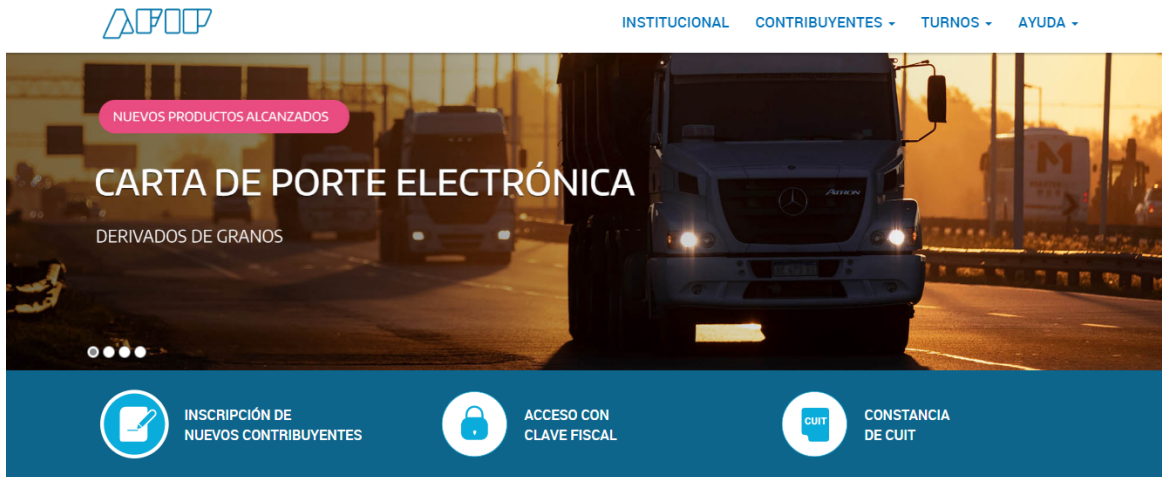 AFIP
INSTITUCIONAL CONTRIBUYENTES TURNOS AYUDA
NUEVOS PRODUCTOS ALCANZADOS
CARTA DE PORTE ELECTRÓNICA
DERIVADOS DE GRANOS
ATRON
M
INSCRIPCIÓN DE
NUEVOS CONTRIBUYENTES
ACCESO CON
CLAVE FISCAL
CUIT
CONSTANCIA
DE CUIT